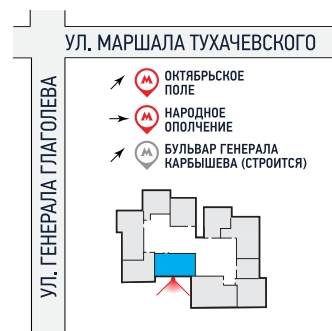 УЛ. МАРШАЛА ТУХАЧЕВСКОГО
УЛ. ГЕНЕРАЛА ГЛАГОЛЕВА
М ОКТЯБРЬСКОЕ
ПОЛЕ
М НАРОДНОЕ
ОПОЛЧЕНИЕ
М БУЛЬВАР ГЕНЕРАЛА
КАРБЫШЕВА (СТРОИТСЯ)